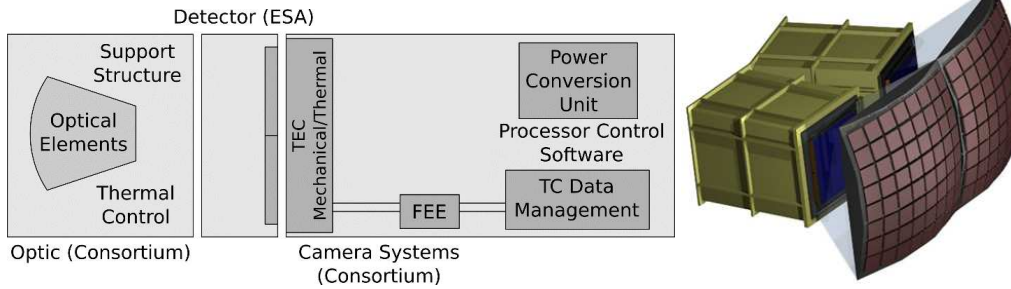 Detector (ESA)
Support
Structure
Optical
Elements
Thermal
Control
Optic (Consortium)
TEC
Mechanical/Thermal
Power
Conversion
Unit
Processor Control
Software
FEE
TC Data
Management
Camera Systems
(Consortium)